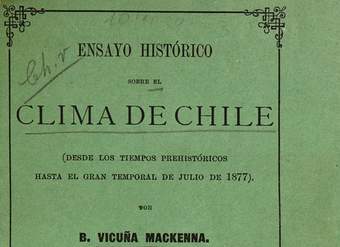 ENSAYO HISTÓRICO
SOBRE EL
CLIMA DE CHILE
(DESDE LOS TIEMPOS PREHISTÓRICOS
HASTA EL GRAN TEMPORAL DE JULIO DE 1877).
POR
B. VICUÑA MACKENNA.